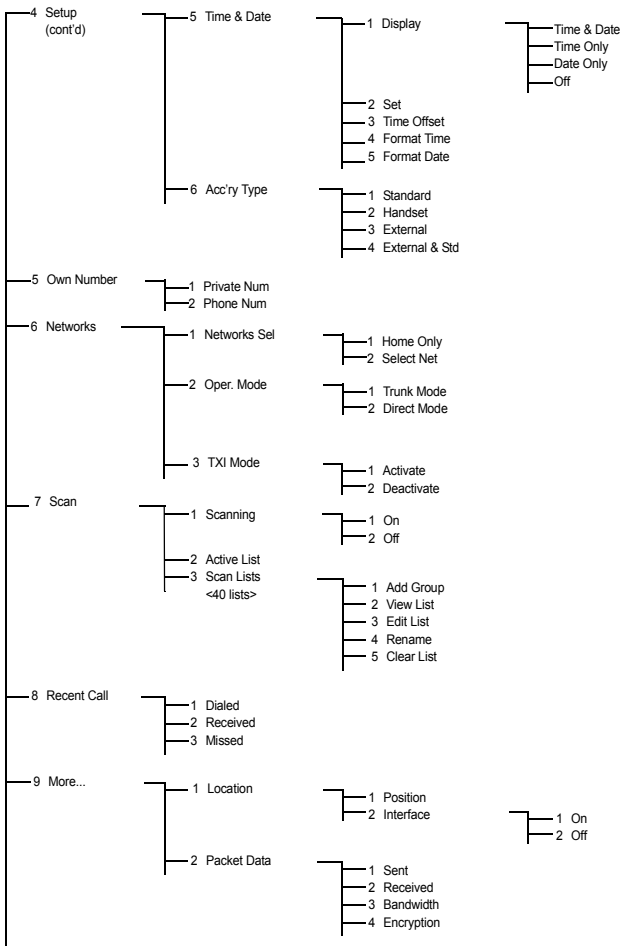 4 Setup
(cont'd)
5 Time & Date
1 Display
Time & Date
Time Only
Date Only
Off
2 Set
3 Time Offset
4 Format Time
5 Format Date
6 Acc'ry Type
1 Standard
2 Handset
3 External
4 External & Std
5 Own Number
1 Private Num
2 Phone Num
6 Networks
1 Networks Sel
1 Home Only
2 Select Net
2 Oper. Mode
1 Trunk Mode
2 Direct Mode
3 TXI Mode
1 Activate
2 Deactivate
7 Scan
1 Scanning
1 On
2 Off
2 Active List
3 Scan Lists
<40 lists>
1 Add Group
2 View List
3 Edit List
4 Rename
5 Clear List
8 Recent Call
1 Dialed
2 Received
3 Missed
9 More...
1 Location
1 Position
2 Interface
1 On
2 Off
2 Packet Data
1 Sent
2 Received
3 Bandwidth
4 Encryption